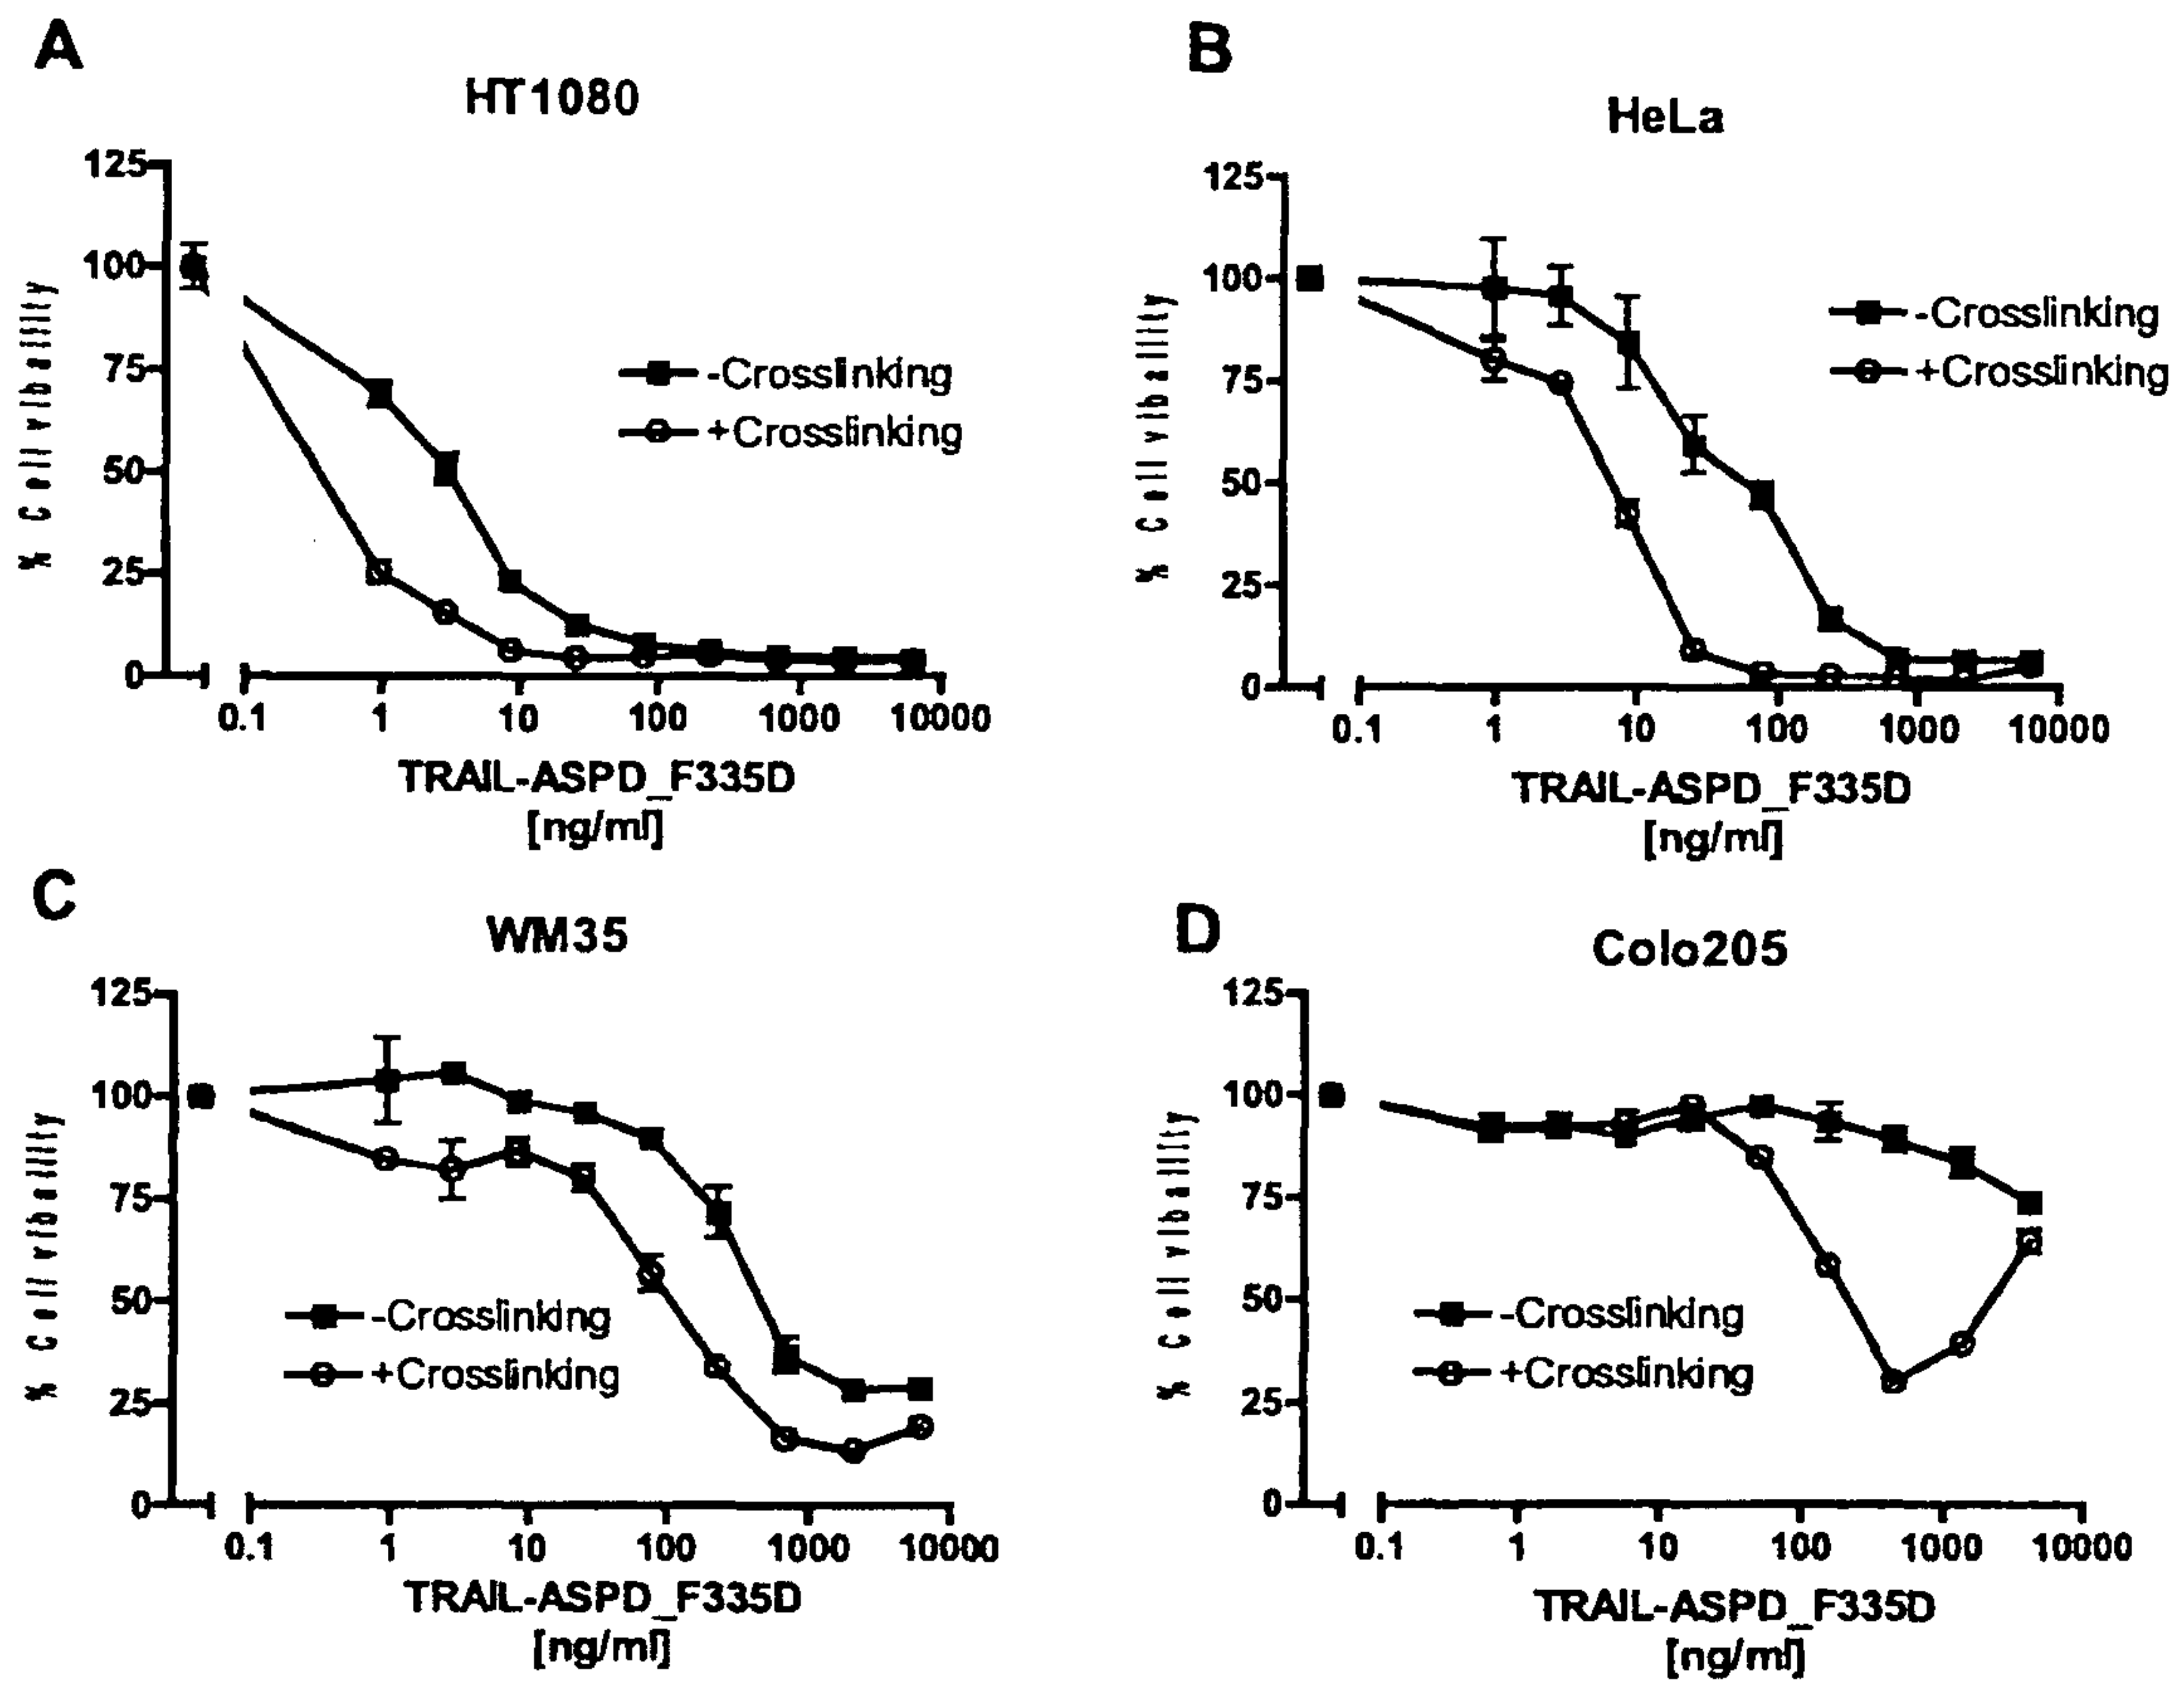 A
HT1080
125
100
75
50
25
0
% Cell vibaility
-Crosslinking
+Crosslinking
0.1 1 10 100 1000 10000
TRAIL-ASPD_F335D
[ng/ml]
B
HeLa
125
100
75
50
25
0
% Cell vibaility
-Crosslinking
+Crosslinking
0.1 1 10 100 1000 10000
TRAIL-ASPD_F335D
[ng/ml]
C
WM35
125
100
75
50
25
0
% Cell vibaility
-Crosslinking
+Crosslinking
0.1 1 10 100 1000 10000
TRAIL-ASPD_F335D
[ng/ml]
D
Colo205
125
100
75
50
25
0
% Cell vibaility
-Crosslinking
+Crosslinking
0.1 1 10 100 1000 10000
TRAIL-ASPD_F335D
[ng/ml]